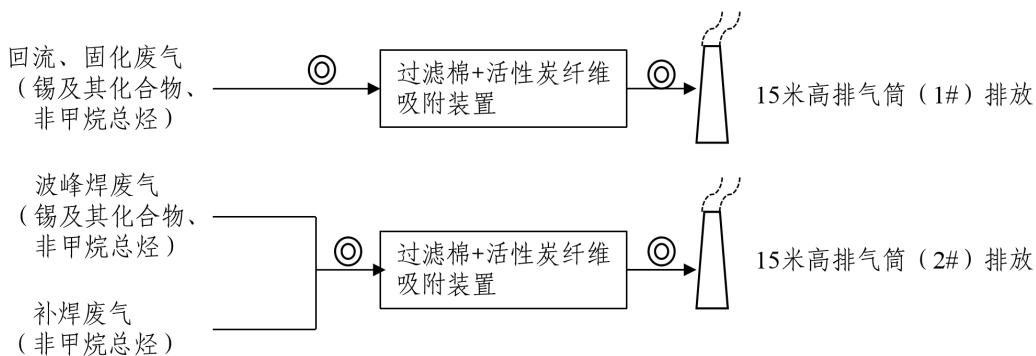 回流、固化废气
（锡及其化合物、
非甲烷总烃）
过滤棉+活性炭纤维
吸附装置
15米高排气筒（1#）排放
波峰焊废气
（锡及其化合物、
非甲烷总烃）
补焊废气
（非甲烷总烃）
过滤棉+活性炭纤维
吸附装置
15米高排气筒（2#）排放